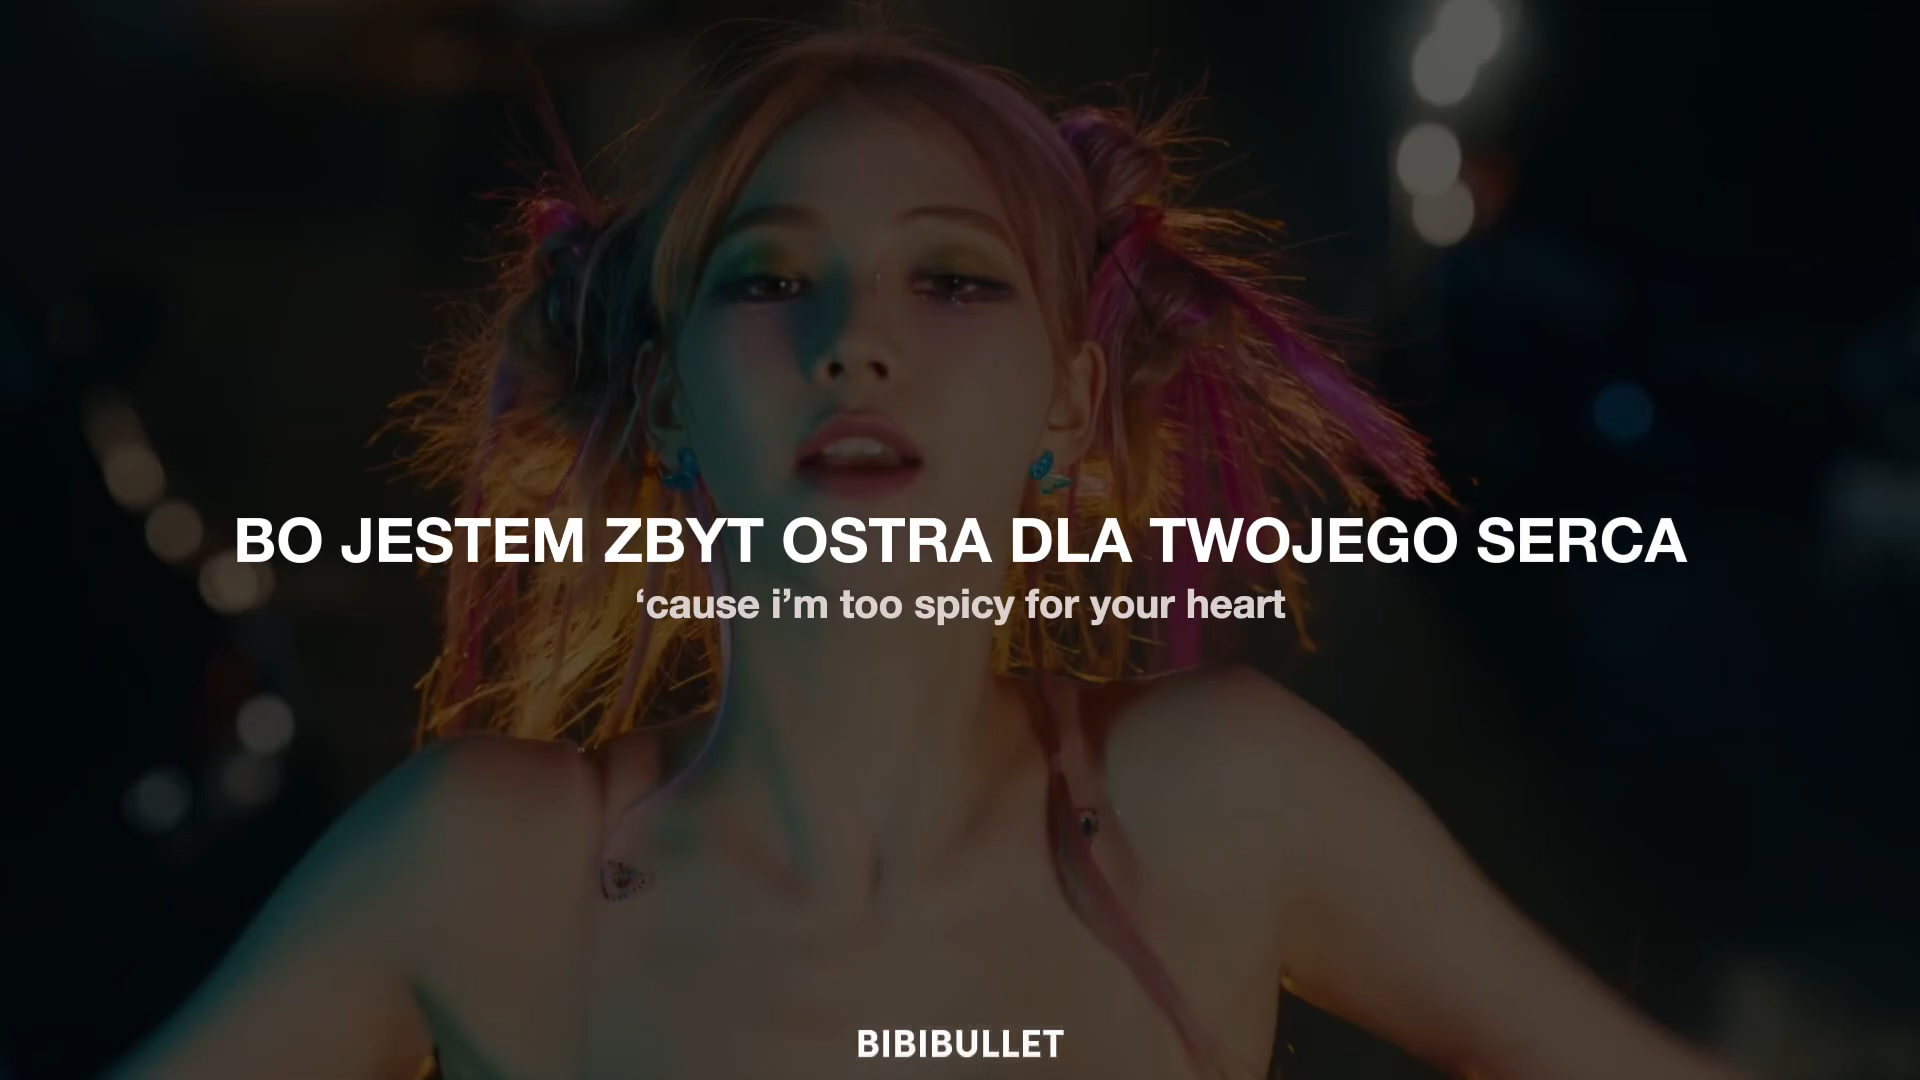 BO JESTEM ZBYT OSTRA DLA TWOJEGO SERCA
‘cause i’m too spicy for your heart
BIBIBULLET